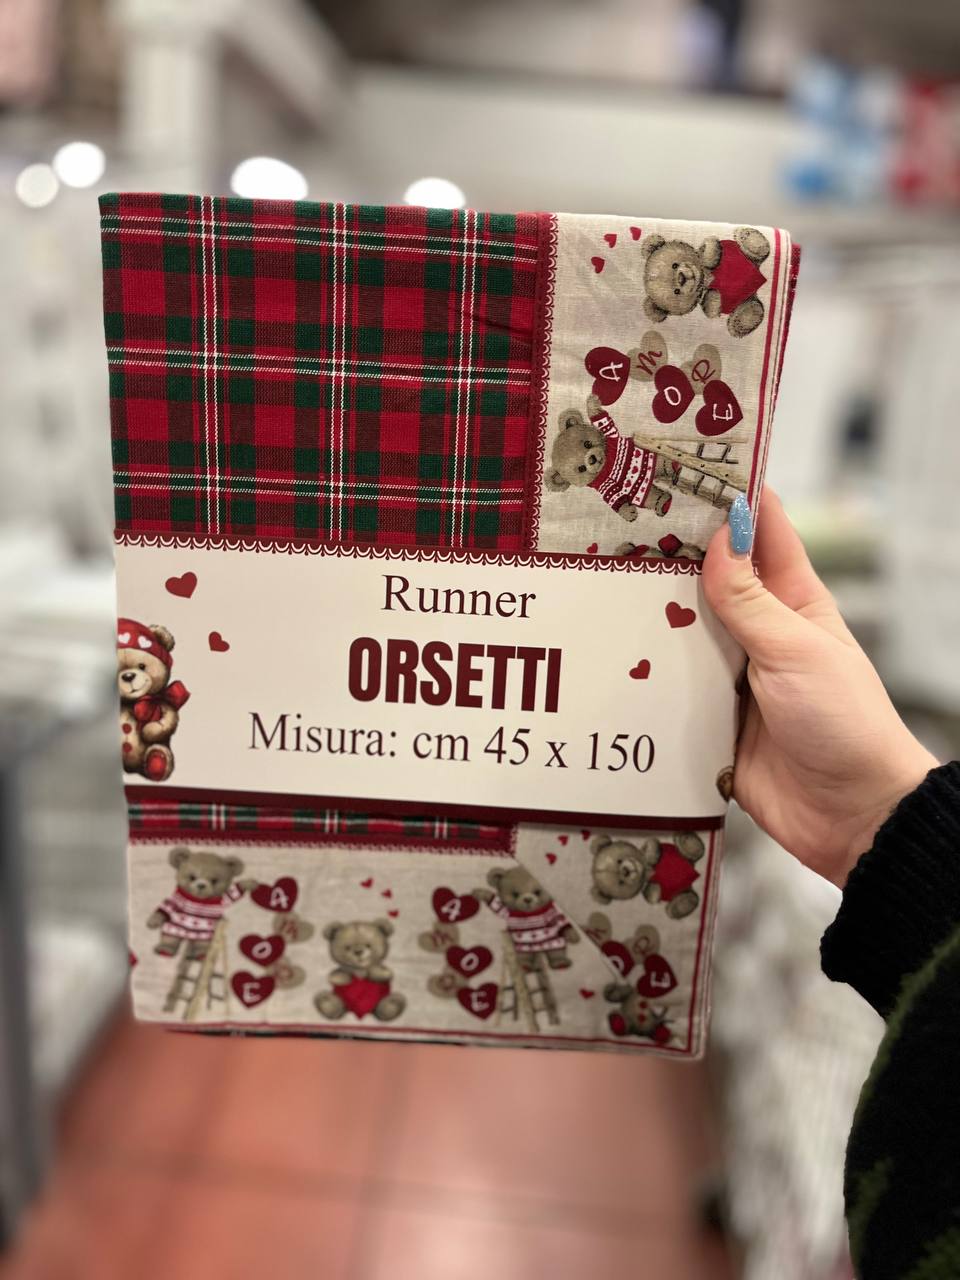 A M
O R
E
Runner
ORSETTI
Misura: cm 45 x 150
A
M
O
R
E
A
M
O
R
E
M
R
O
E